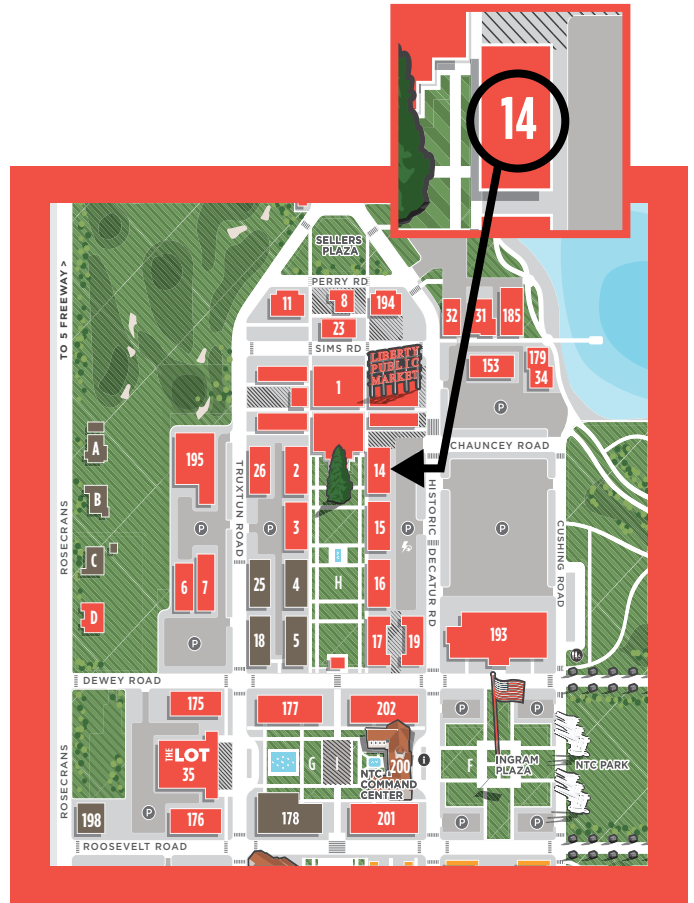 14
SELLERS
PLAZA
PERRY RD
TO 5 FREEWAY >
11
8
194
32
31
185
23
SIMS RD
LIBERTY
PUBLIC
MARKET
1
153
179
34
P
CHAUNCEY ROAD
A
195
26
2
14
B
TRUXTUN ROAD
HISTORIC DECATUR RD
ROSECRANS
P
P
3
15
P
P
CUSHING ROAD
C
6
7
25
4
H
16
D
18
5
17
19
193
P
DEWEY ROAD
175
177
202
P
P
THE LOT
35
G
I
200
i
F
INGRAM
PLAZA
NTC PARK
NTC
COMMAND
CENTER
ROSECRANS
198
P
176
178
201
P
P
ROOSEVELT ROAD